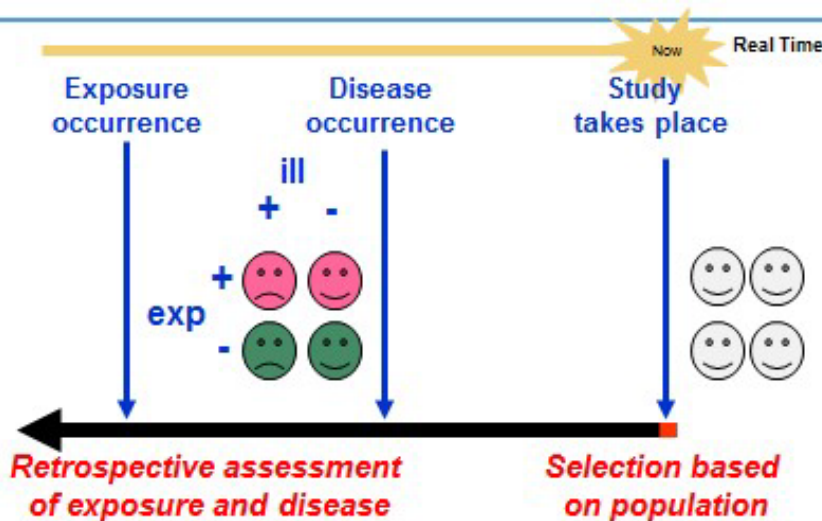 Now
Real Time
Exposure
occurrence
Disease
occurrence
Study
takes place
ill
+ -
+
exp
-
Retrospective assessment
of exposure and disease
Selection based
on population